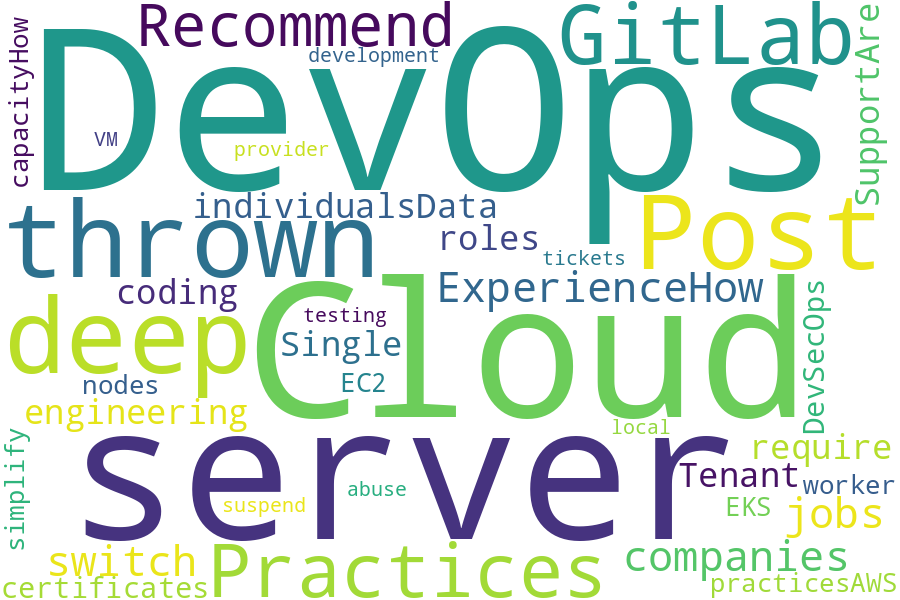 Recommend
GitLab
DevOps
development
capacityHow
SupportAre
VM
provider
thrown
individualsData
roles
Post
tickets
coding
ExperienceHow
deep
Cloud
testing
Single
DevSecOps
nodes
EC2
engineering
local
server
simplify
require
Tenant
worker
abuse
suspend
EKS
jobs
switch
Practices
companies
certificates
practicesAWS